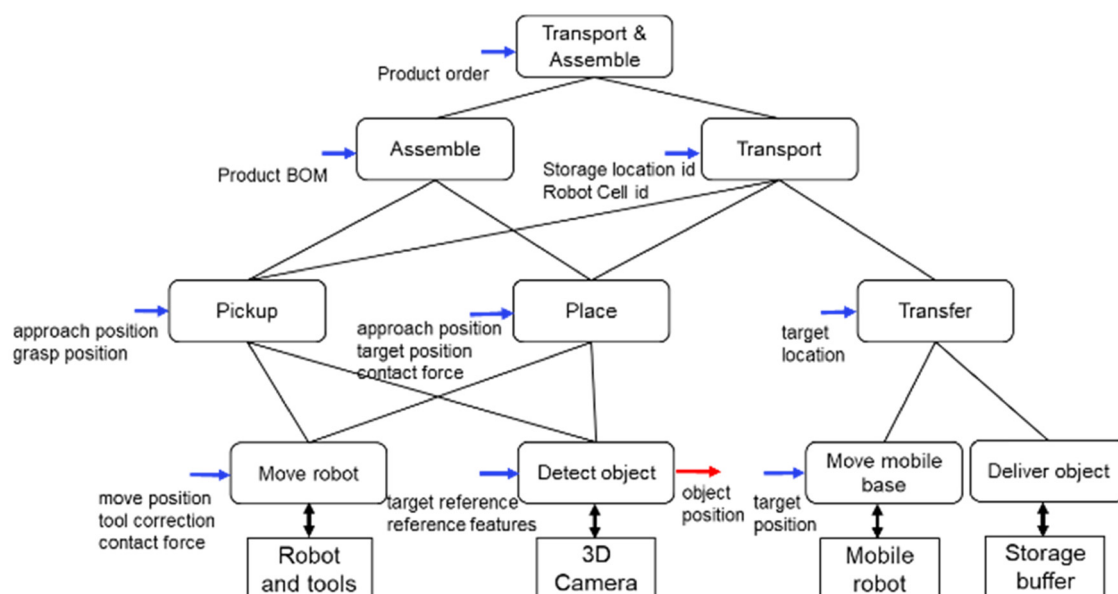 Transport &
Assemble
Product order
Assemble
Transport
Product BOM
Storage location id
Robot Cell id
Pickup
Place
Transfer
approach position
grasp position
approach position
target position
contact force
target
location
Move robot
Detect object
Move mobile
base
Deliver object
move position
tool correction
contact force
target reference
reference features
object
position
target
position
Robot
and tools
3D
Camera
Mobile
robot
Storage
buffer